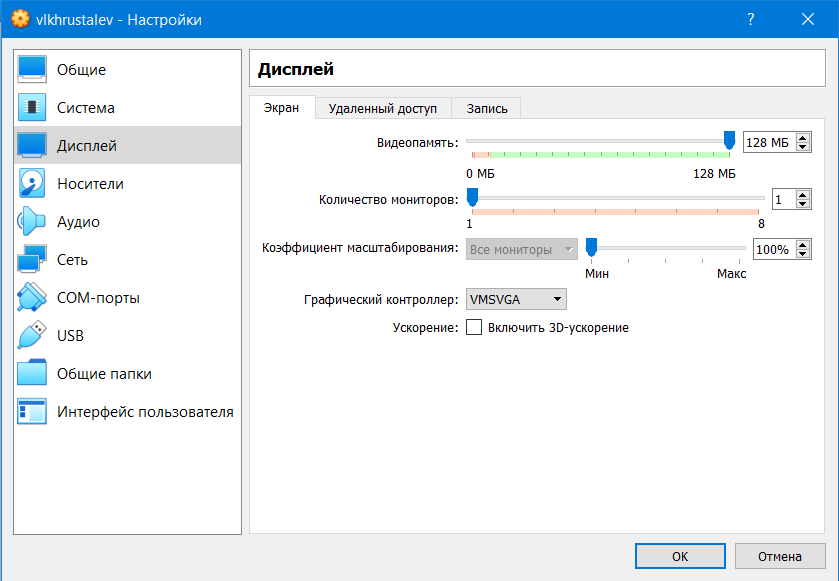 vlkhrustalev - Настройки
?
Общие
Система
Дисплей
Носители
Аудио
Сеть
COM-порты
USB
Общие папки
Интерфейс пользователя
Дисплей
Экран Удаленный доступ Запись
Видеопамять: 128 МБ
0 МБ 128 МБ
Количество мониторов: 1
1 8
Коэффициент масштабирования: Все мониторы 100%
Мин Макс
Графический контроллер: VMSVGA
Ускорение: Включить 3D-ускорение
OK Отмена